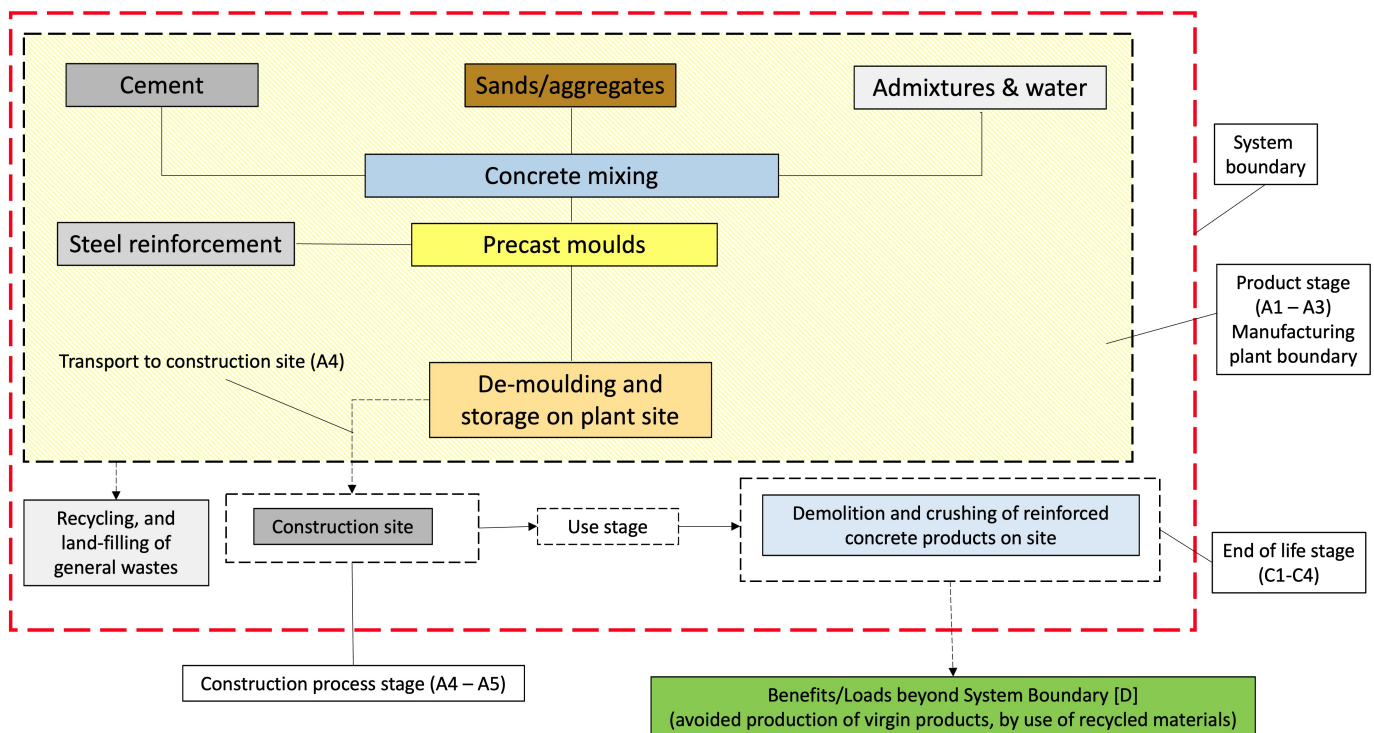 Cement
Sands/aggregates
Admixtures & water
Concrete mixing
System
boundary
Steel reinforcement
Precast moulds
Product stage
(A1 – A3)
Manufacturing
plant boundary
Transport to construction site (A4)
De-moulding and
storage on plant site
Recycling, and
land-filling of
general wastes
Construction site
Use stage
Demolition and crushing of reinforced
concrete products on site
End of life stage
(C1-C4)
Construction process stage (A4 – A5)
Benefits/Loads beyond System Boundary [D]
(avoided production of virgin products, by use of recycled materials)